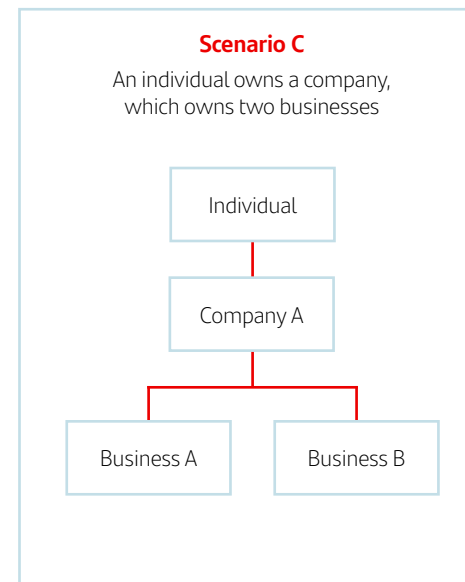 Scenario C
An individual owns a company,
which owns two businesses
Individual
Company A
Business A
Business B